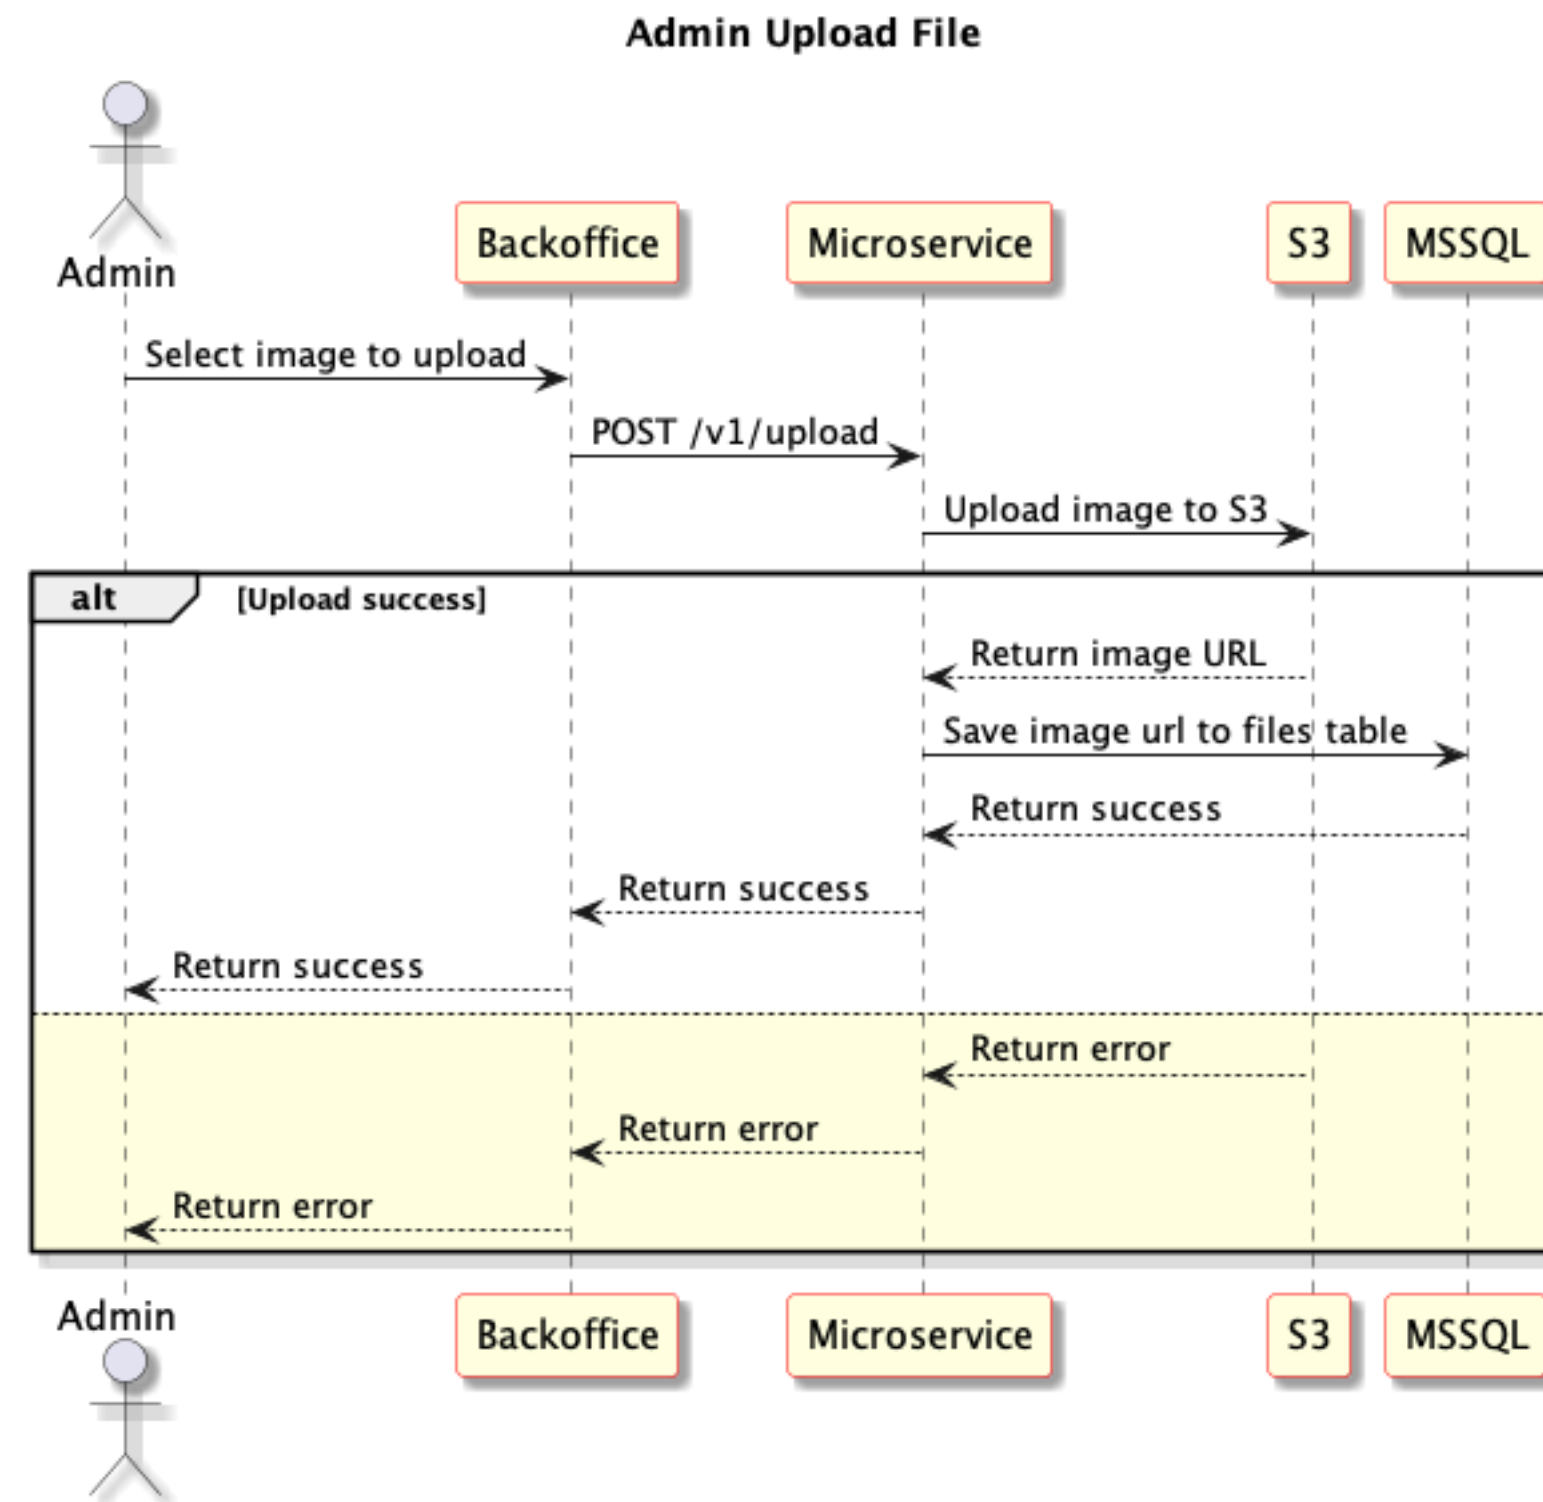 Admin Upload File
Admin
Backoffice
Microservice
S3
MSSQL
Select image to upload
POST /v1/upload
Upload image to S3
alt
[Upload success]
Return image URL
Save image url to files table
Return success
Return success
Return success
Return error
Return error
Return error
Admin
Backoffice
Microservice
S3
MSSQL